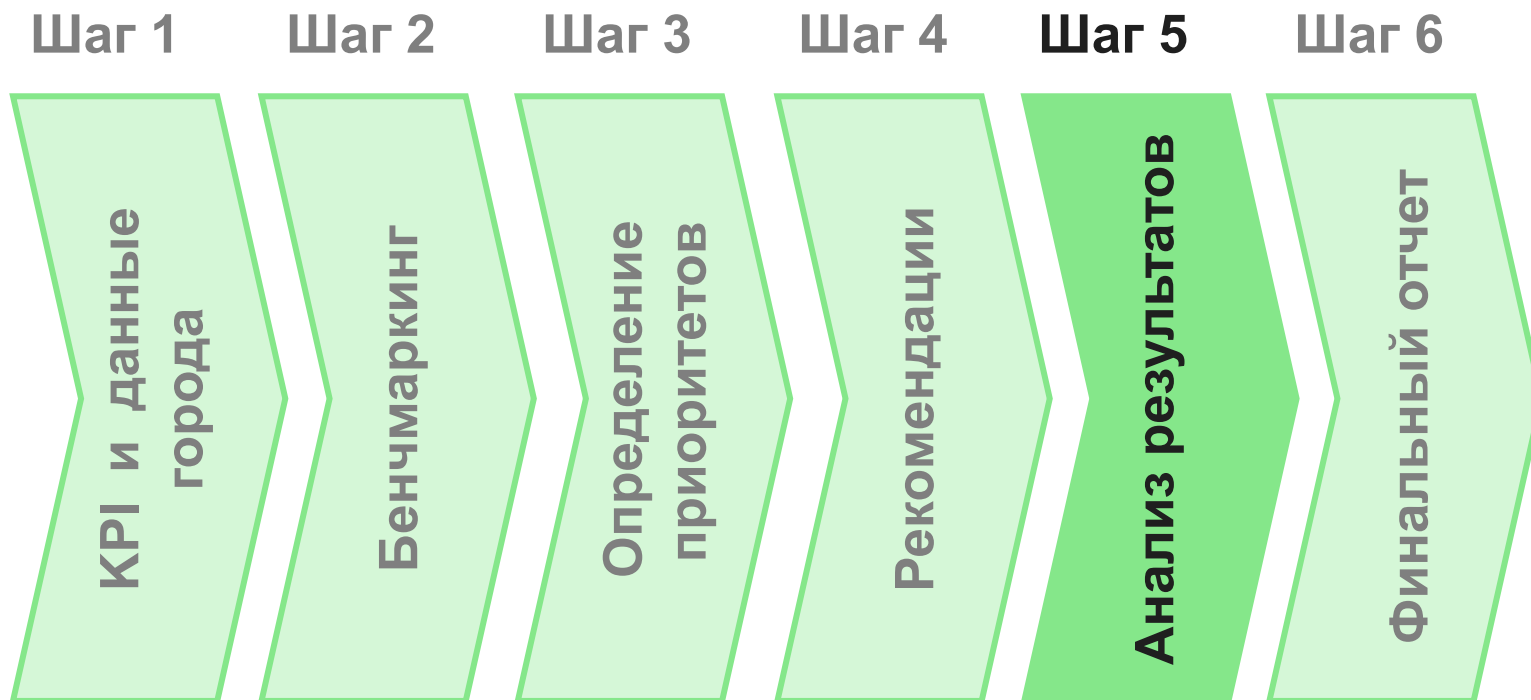 Шаг 1
Шаг 2
Шаг 3
Шаг 4
Шаг 5
Шаг 6
KPI и данные
города
Бенчмаркинг
Определение
приоритетов
Рекомендации
Анализ результатов
Финальный отчет